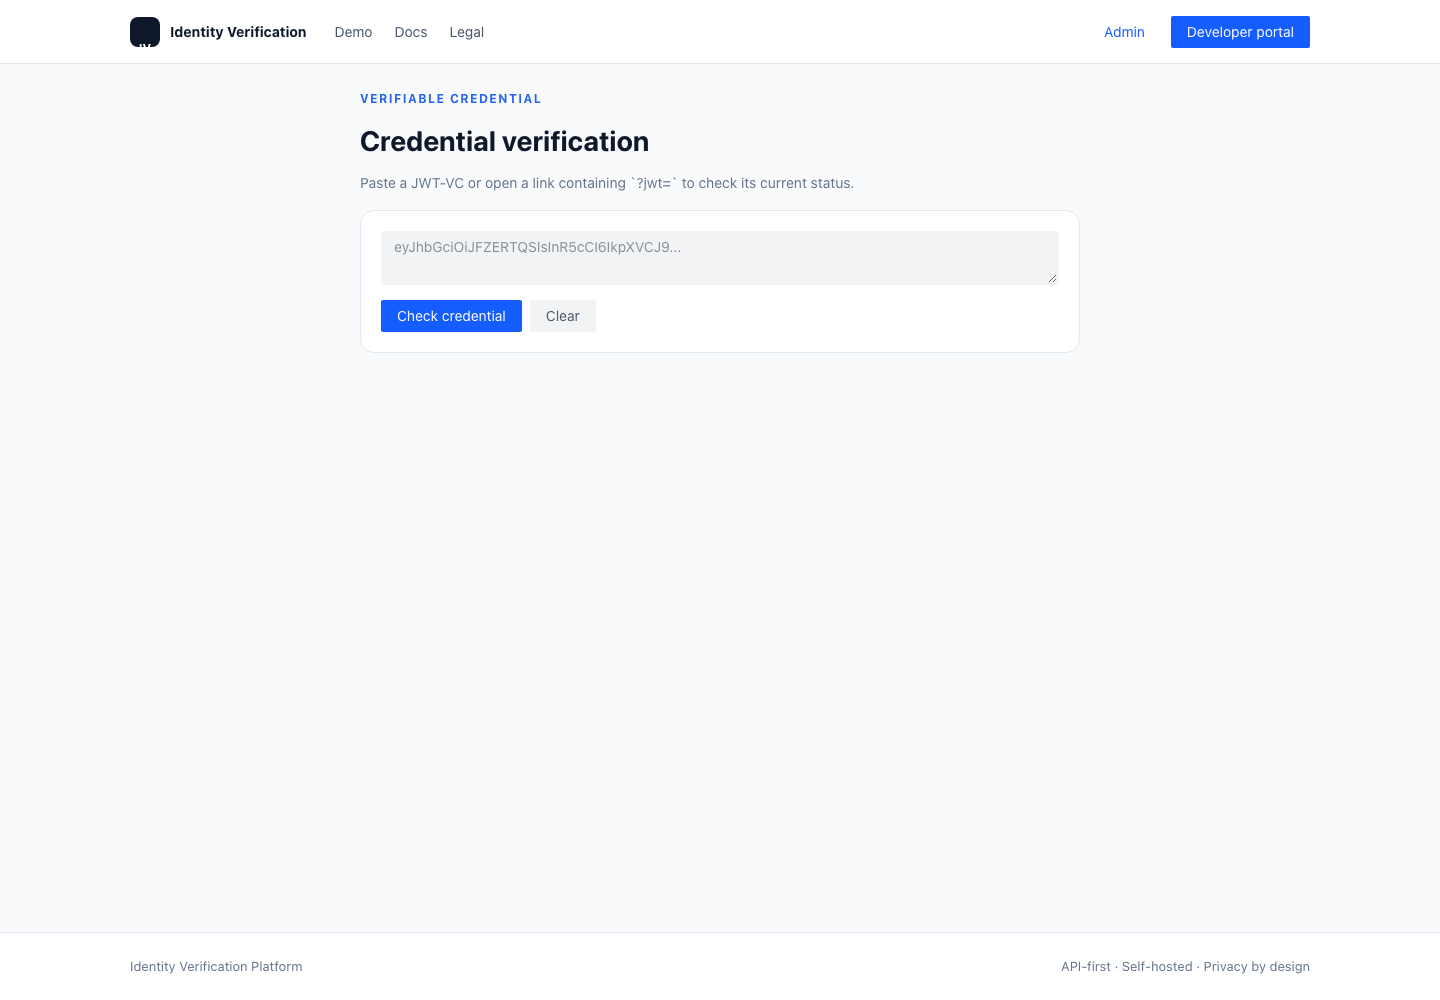 Identity Verification
Demo
Docs
Legal
Admin
Developer portal
VERIFIABLE CREDENTIAL
Credential verification
Paste a JWT-VC or open a link containing `?jwt=` to check its current status.
eyJhbGciOiJFZERTQSIsInR5cCI6IkpXVCJ9...
Check credential
Clear
Identity Verification Platform
API-first · Self-hosted · Privacy by design